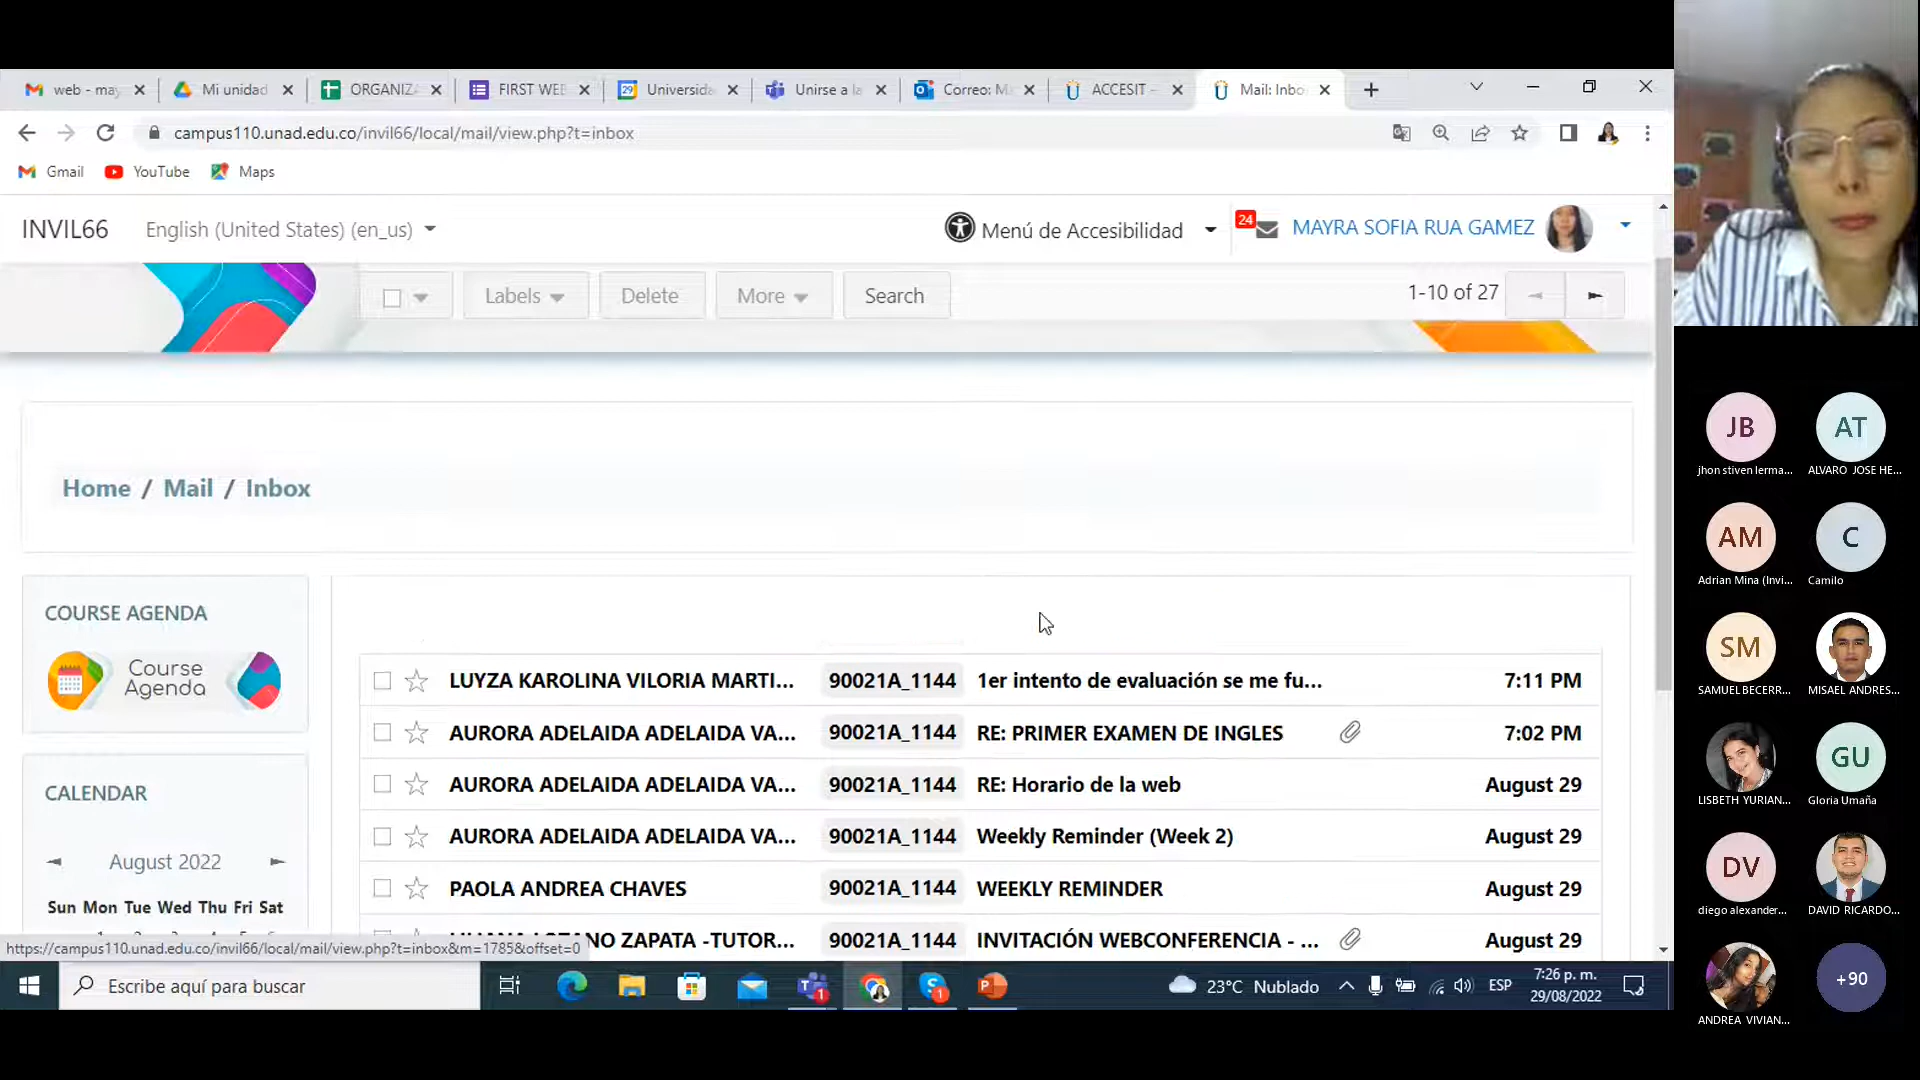 web - may
Mi unidad
ORGANIZA
FIRST WEB
Universida
Unirse a la
Correo: M
ACCESIT -
Mail: Inbo
campus110.unad.edu.co/invil66/local/mail/view.php?t=inbox
Gmail
YouTube
Maps
INVIL66
English (United States) (en_us)
Menú de Accesibilidad
24
MAYRA SOFIA RUA GAMEZ
Labels
Delete
More
Search
1-10 of 27
Home / Mail / Inbox
COURSE AGENDA
Course
Agenda
CALENDAR
August 2022
Sun Mon Tue Wed Thu Fri Sat
LUYZA KAROLINA VILORIA MARTI... 90021A_1144 1er intento de evaluación se me fu... 7:11 PM
AURORA ADELAIDA ADELAIDA VA... 90021A_1144 RE: PRIMER EXAMEN DE INGLES 7:02 PM
AURORA ADELAIDA ADELAIDA VA... 90021A_1144 RE: Horario de la web August 29
AURORA ADELAIDA ADELAIDA VA... 90021A_1144 Weekly Reminder (Week 2) August 29
PAOLA ANDREA CHAVES 90021A_1144 WEEKLY REMINDER August 29
ZAPATA -TUTOR... 90021A_1144 INVITACIÓN WEBCONFERENCIA - ... August 29
https://campus110.unad.edu.co/invil66/local/mail/view.php?t=inbox&m=1785&offset=0
Escribe aquí para buscar
1
1
23°C Nublado
ESP
7:26 p. m.
29/08/2022
JB
jhon stiven lerma...
AT
ALVARO JOSE HE...
AM
Adrian Mina (Invi...
C
Camilo
SM
SAMUEL BECERR...
MISAEL ANDRES...
LISBETH YURIAN...
GU
Gloria Umaña
DV
diego alexander...
DAVID RICARDO...
ANDREA VIVIAN...
+90